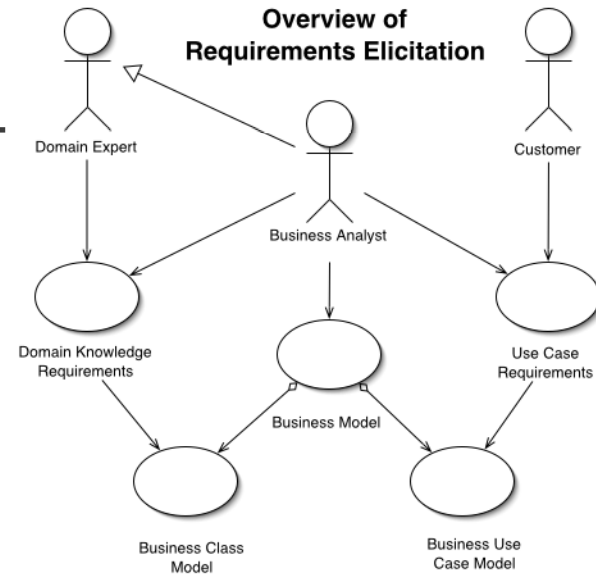 Overview of
Requirements Elicitation
Domain Expert
Customer
Business Analyst
Domain Knowledge
Requirements
Use Case
Requirements
Business Model
Business Class
Model
Business Use
Case Model